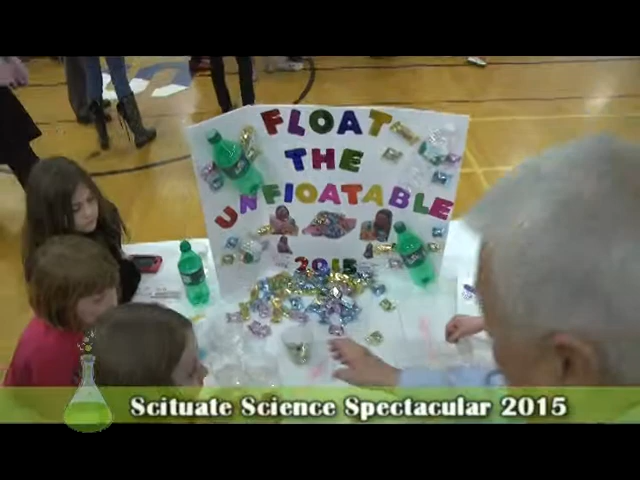 FLOAT
THE
UNFlOATABLE
2015
Scituate Science Spectacular 2015